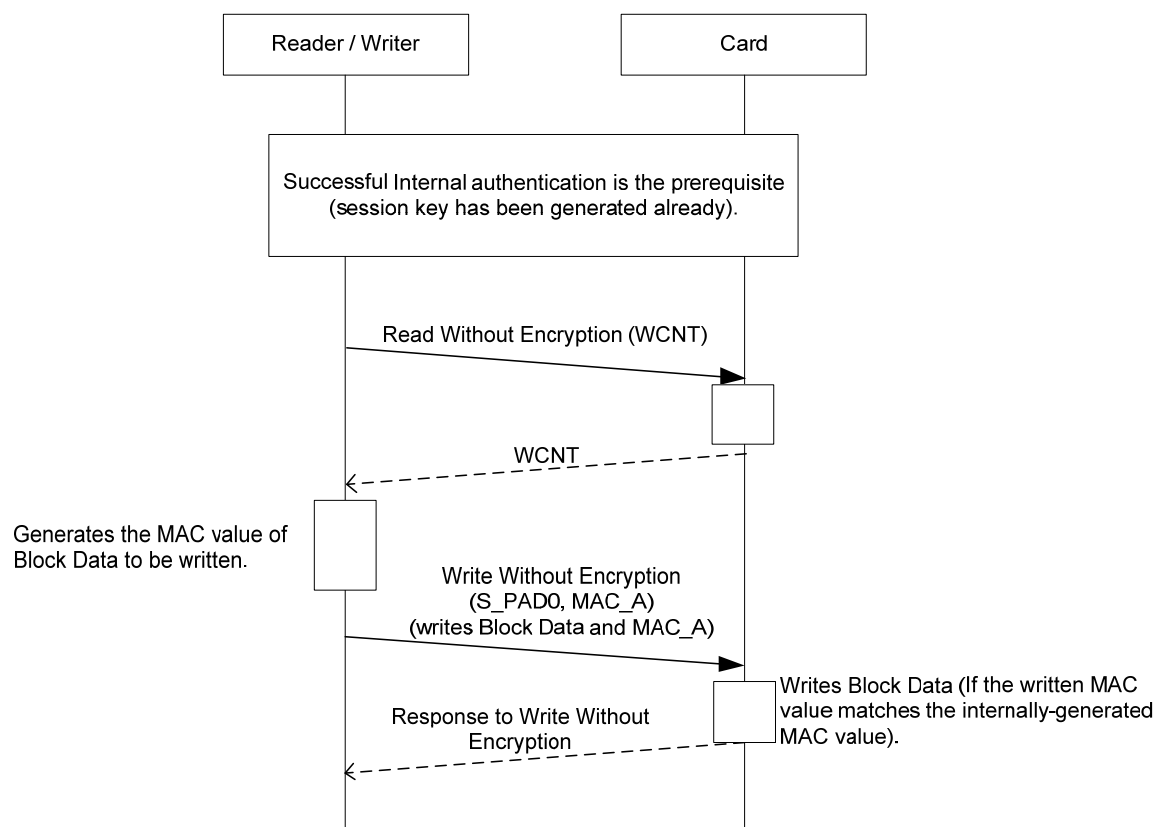 Reader / Writer
Card
Successful Internal authentication is the prerequisite
(session key has been generated already).
Read Without Encryption (WCNT)
WCNT
Generates the MAC value of
Block Data to be written.
Write Without Encryption
(S_PAD0, MAC_A)
(writes Block Data and MAC_A)
Writes Block Data (If the written MAC
value matches the internally-generated
MAC value).
Response to Write Without
Encryption